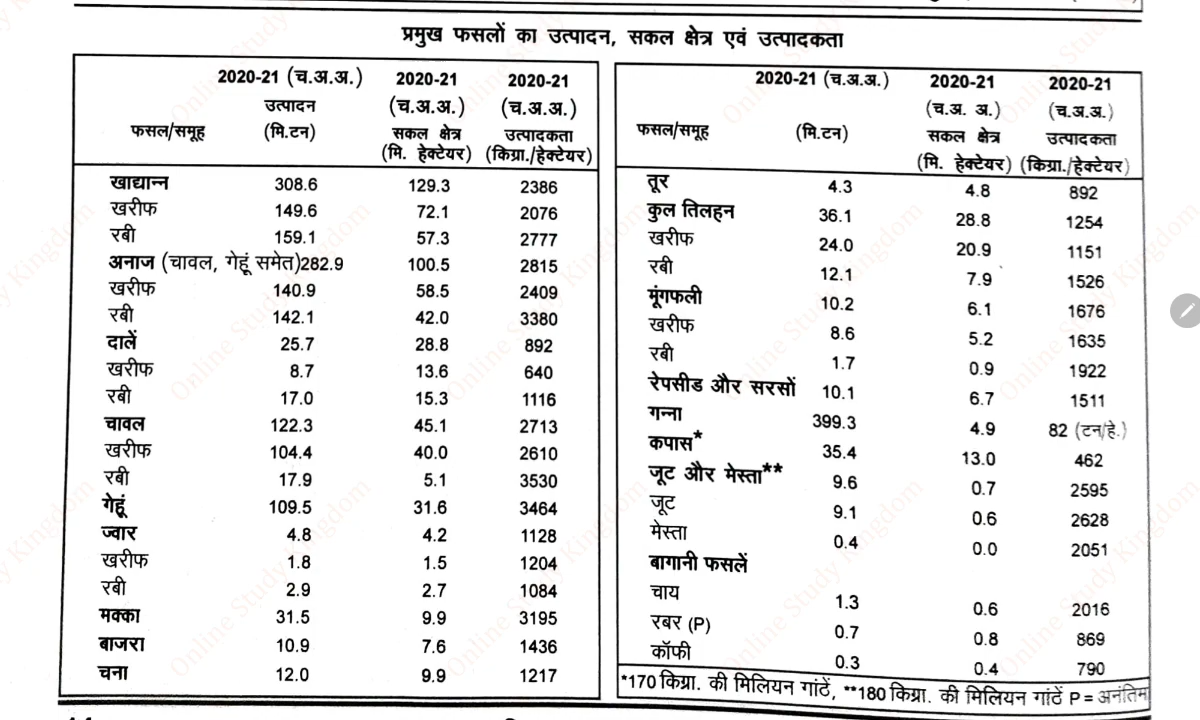 प्रमुख फसलों का उत्पादन, सकल क्षेत्र एवं उत्पादकता
2020-21 (च.अ.अ.) 2020-21 2020-21
उत्पादन (च.अ.अ.) (च.अ.अ.)
फसल/समूह (मि.टन) सकल क्षेत्र उत्पादकता
(मि. हेक्टेयर) (किग्रा./हेक्टेयर)
खाद्यान्न 308.6 129.3 2386
खरीफ 149.6 72.1 2076
रबी 159.1 57.3 2777
अनाज (चावल, गेहूं समेत)282.9 100.5 2815
खरीफ 140.9 58.5 2409
रबी 142.1 42.0 3380
दालें 25.7 28.8 892
खरीफ 8.7 13.6 640
रबी 17.0 15.3 1116
चावल 122.3 45.1 2713
खरीफ 104.4 40.0 2610
रबी 17.9 5.1 3530
गेहूं 109.5 31.6 3464
ज्वार 4.8 4.2 1128
खरीफ 1.8 1.5 1204
रबी 2.9 2.7 1084
मक्का 31.5 9.9 3195
बाजरा 10.9 7.6 1436
चना 12.0 9.9 1217
2020-21 (च.अ.अ.) 2020-21 2020-21
(च.अ. अ.) (च.अ.अ.)
फसल/समूह (मि.टन) सकल क्षेत्र उत्पादकता
(मि. हेक्टेयर) (किग्रा./हेक्टेयर)
तूर 4.3 4.8 892
कुल तिलहन 36.1 28.8 1254
खरीफ 24.0 20.9 1151
रबी 12.1 7.9 1526
मूंगफली 10.2 6.1 1676
खरीफ 8.6 5.2 1635
रबी 1.7 0.9 1922
रेपसीड और सरसों 10.1 6.7 1511
गन्ना 399.3 4.9 82 (टन/हे.)
कपास* 35.4 13.0 462
जूट और मेस्ता** 9.6 0.7 2595
जूट 9.1 0.6 2628
मेस्ता 0.4 0.0 2051
बागानी फसलें
चाय 1.3 0.6 2016
रबर (P) 0.7 0.8 869
कॉफी 0.3 0.4 790
*170 किग्रा. की मिलियन गांठें, **180 किग्रा. की मिलियन गांठें P = अनंतिम
Online Study Kingdom